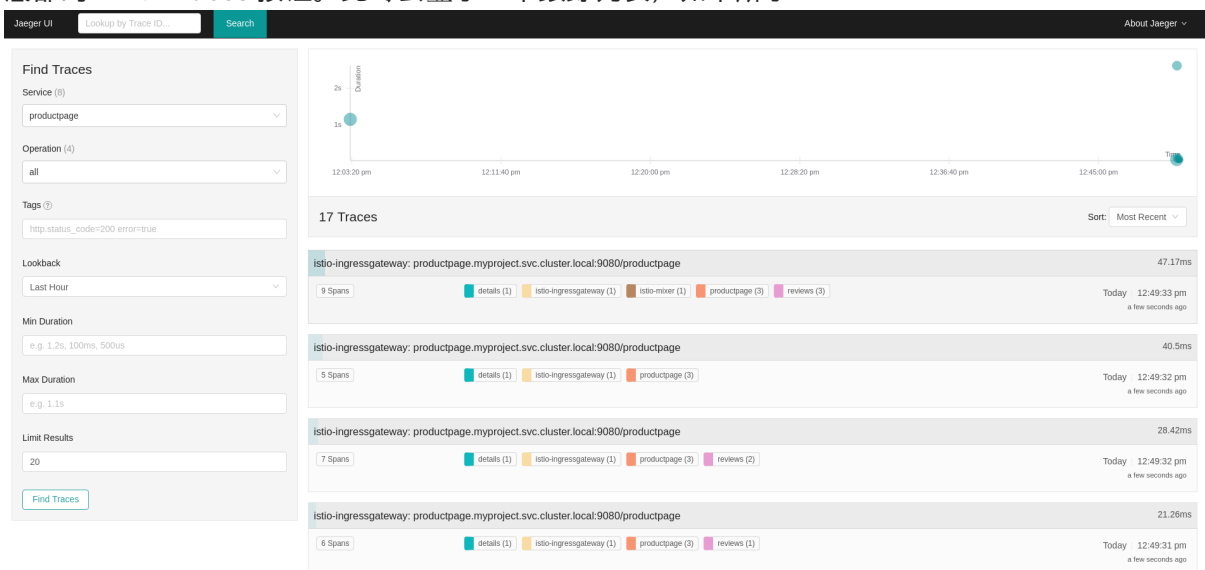 Jaeger UI
Lookup by Trace ID...
Search
About Jaeger
Find Traces
Service (8)
productpage
Operation (4)
all
Tags
http.status_code=200 error=true
Lookback
Last Hour
Min Duration
e.g. 1.2s, 100ms, 500us
Max Duration
e.g. 1.1s
Limit Results
20
Find Traces
Duration
2s
1s
Time
12:03:20 pm
12:11:40 pm
12:20:00 pm
12:28:20 pm
12:36:40 pm
12:45:00 pm
17 Traces
Sort: Most Recent
istio-ingressgateway: productpage.myproject.svc.cluster.local:9080/productpage 47.17ms
9 Spans details (1) istio-ingressgateway (1) istio-mixer (1) productpage (3) reviews (3) Today 12:49:33 pm
a few seconds ago
istio-ingressgateway: productpage.myproject.svc.cluster.local:9080/productpage 40.5ms
5 Spans details (1) istio-ingressgateway (1) productpage (3) Today 12:49:32 pm
a few seconds ago
istio-ingressgateway: productpage.myproject.svc.cluster.local:9080/productpage 28.42ms
7 Spans details (1) istio-ingressgateway (1) productpage (3) reviews (2) Today 12:49:32 pm
a few seconds ago
istio-ingressgateway: productpage.myproject.svc.cluster.local:9080/productpage 21.26ms
6 Spans details (1) istio-ingressgateway (1) productpage (3) reviews (1) Today 12:49:31 pm
a few seconds ago